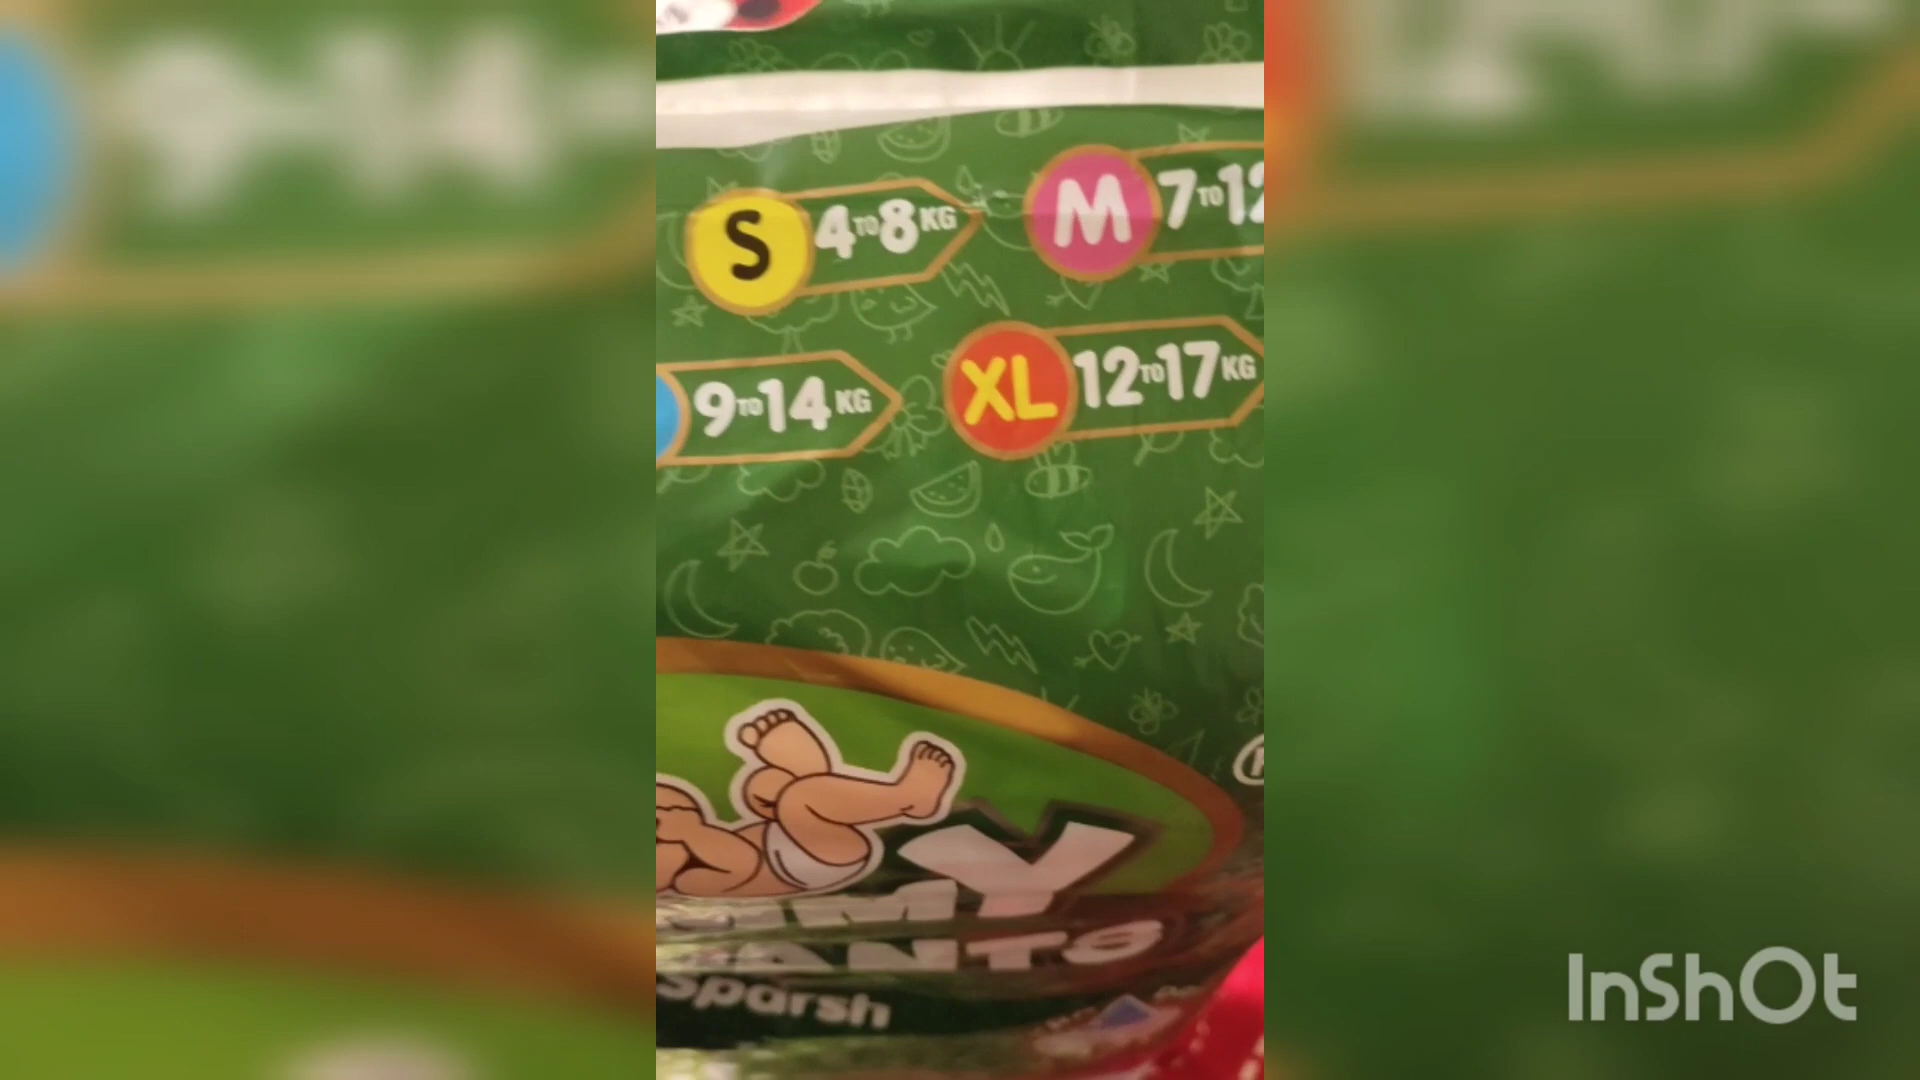 S 4 TO 8 KG
M 7 TO 12
9 TO 14 KG
XL 12 TO 17 KG
MY
ANTS
Sparsh
InShOt